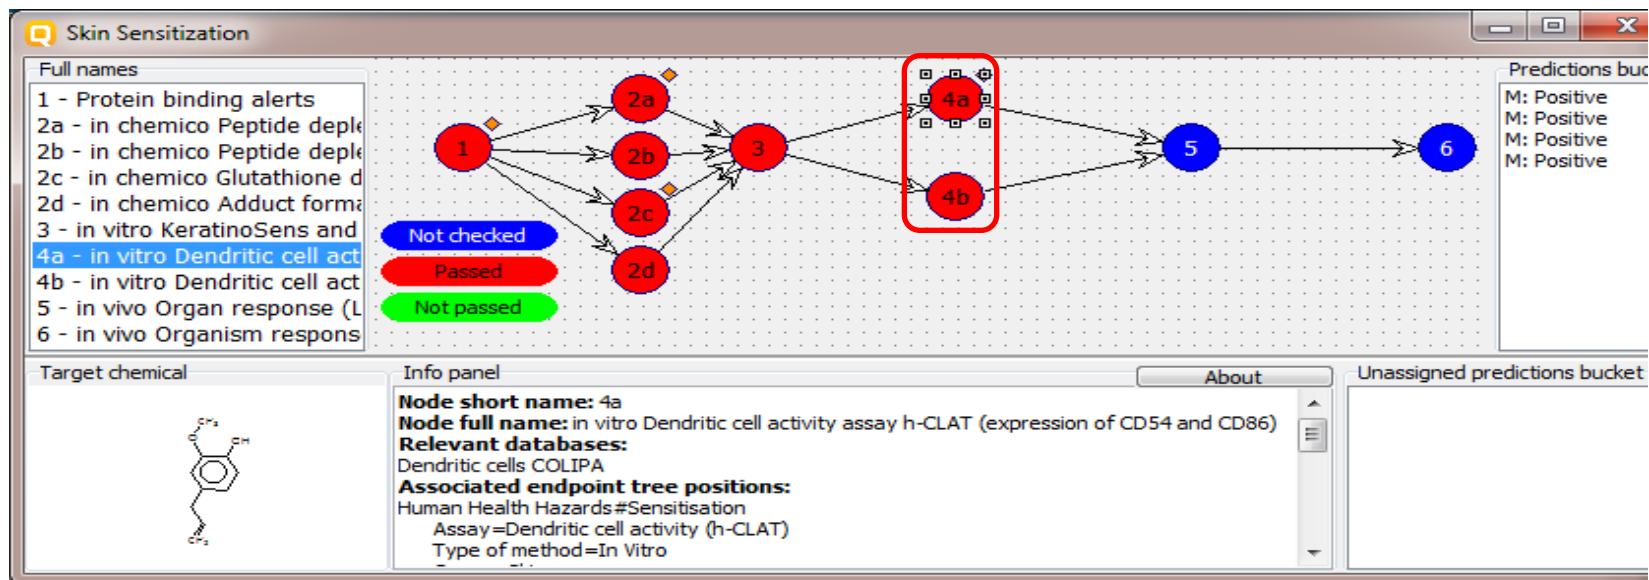 Skin Sensitization
Full names
1 - Protein binding alerts
2a - in chemico Peptide deple
2b - in chemico Peptide deple
2c - in chemico Glutathione d
2d - in chemico Adduct forma
3 - in vitro KeratinoSens and
4a - in vitro Dendritic cell act
4b - in vitro Dendritic cell act
5 - in vivo Organ response (L
6 - in vivo Organism respons
1
2a
2b
2c
2d
3
4a
4b
5
6
Not checked
Passed
Not passed
Predictions buc
M: Positive
M: Positive
M: Positive
M: Positive
Target chemical
OH
Info panel
About
Node short name: 4a
Node full name: in vitro Dendritic cell activity assay h-CLAT (expression of CD54 and CD86)
Relevant databases:
Dendritic cells COLIPA
Associated endpoint tree positions:
Human Health Hazards#Sensitisation
Assay=Dendritic cell activity (h-CLAT)
Type of method=In Vitro
Unassigned predictions bucket